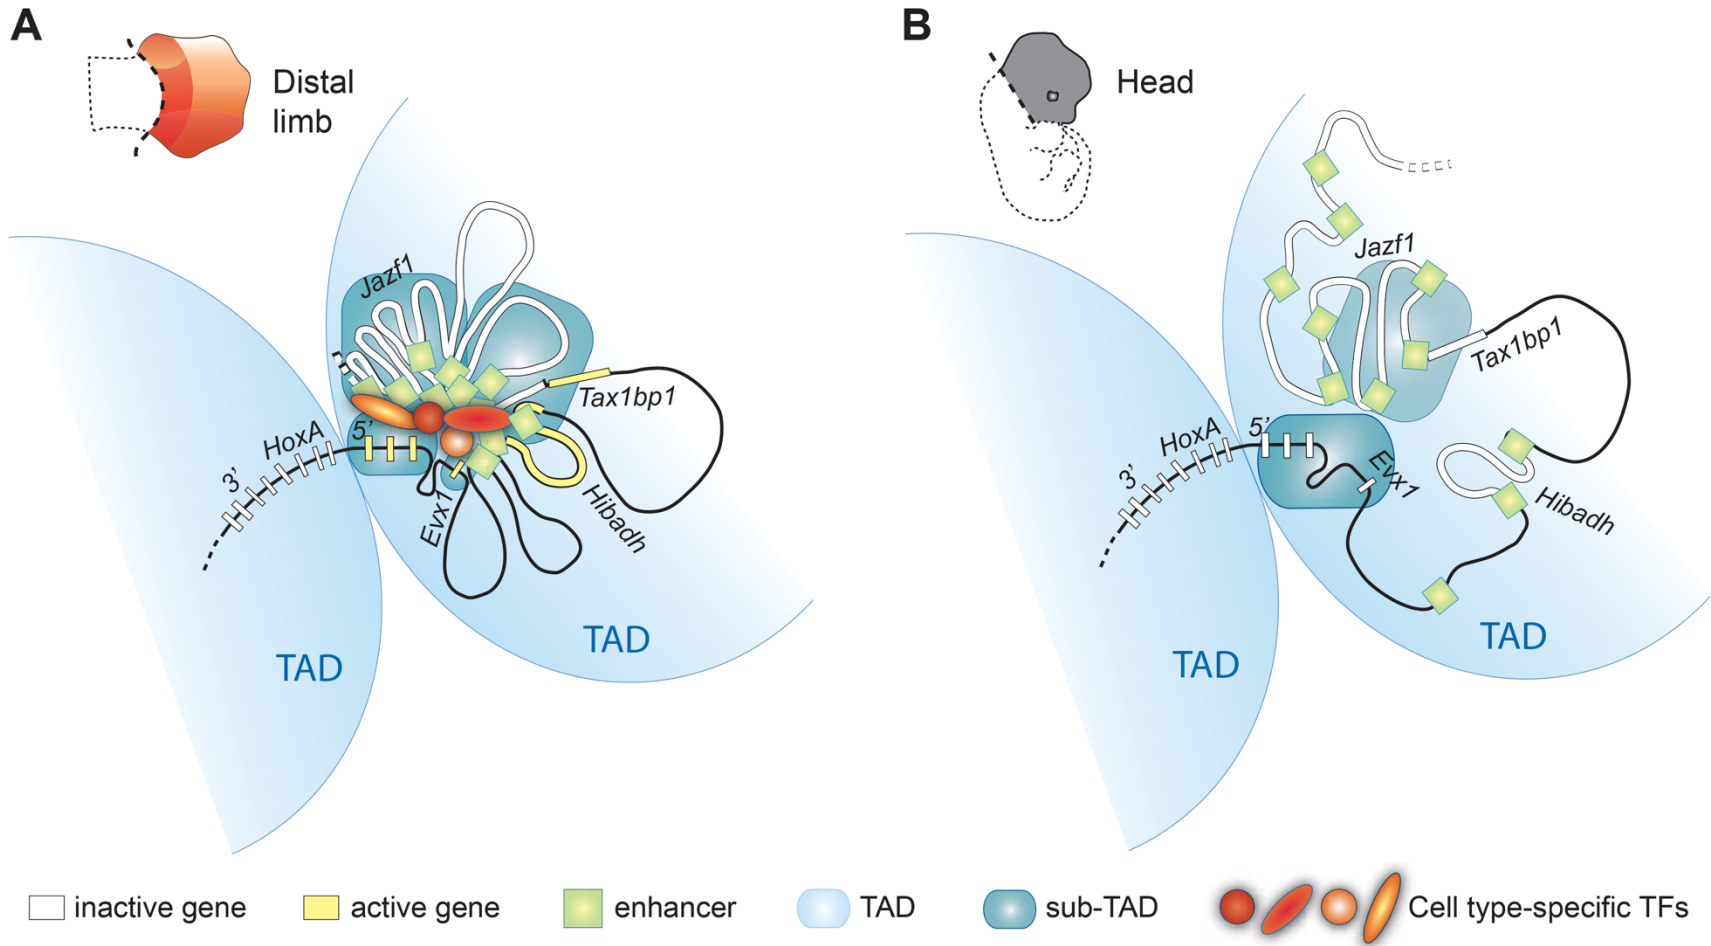 A
Distal
limb
Jazf1
Tax1bp1
HoxA
5'
3'
Evx1
Hibadh
TAD
TAD
B
Head
Jazf1
Tax1bp1
HoxA
5'
3'
Evx1
Hibadh
TAD
TAD
inactive gene
active gene
enhancer
TAD
sub-TAD
Cell type-specific TFs